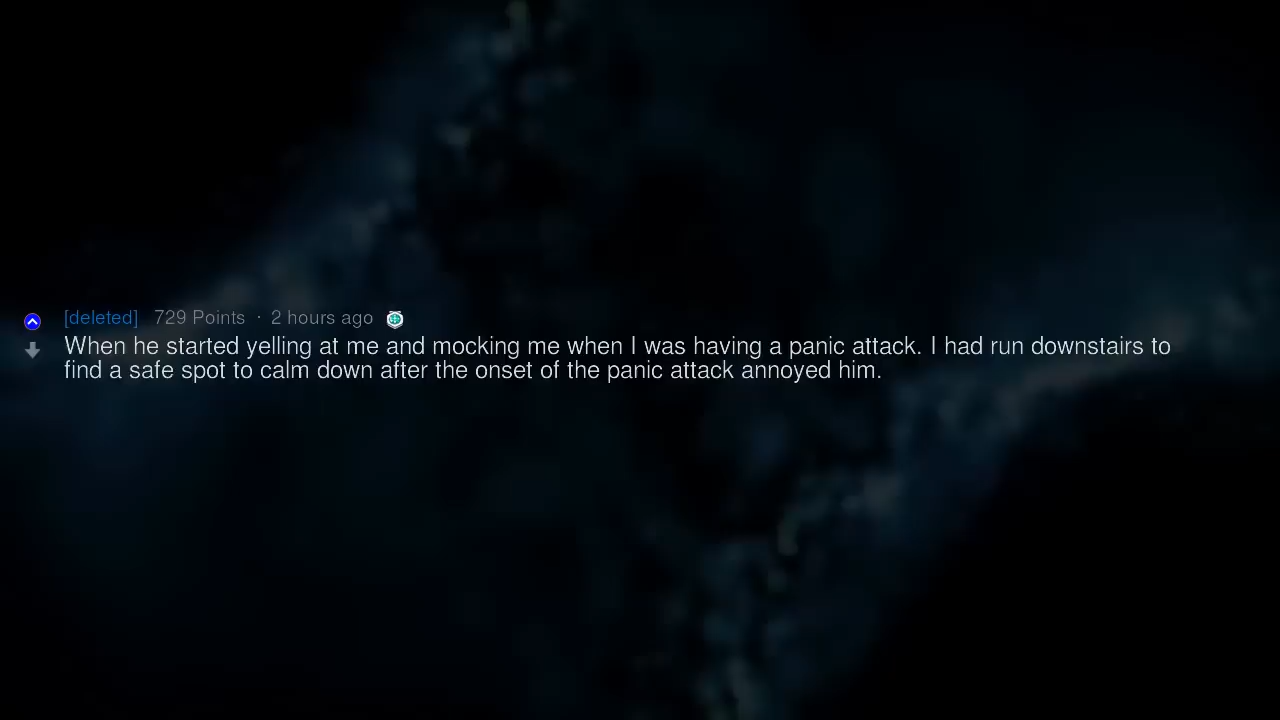 [deleted] 729 Points · 2 hours ago
When he started yelling at me and mocking me when I was having a panic attack. I had run downstairs to
find a safe spot to calm down after the onset of the panic attack annoyed him.